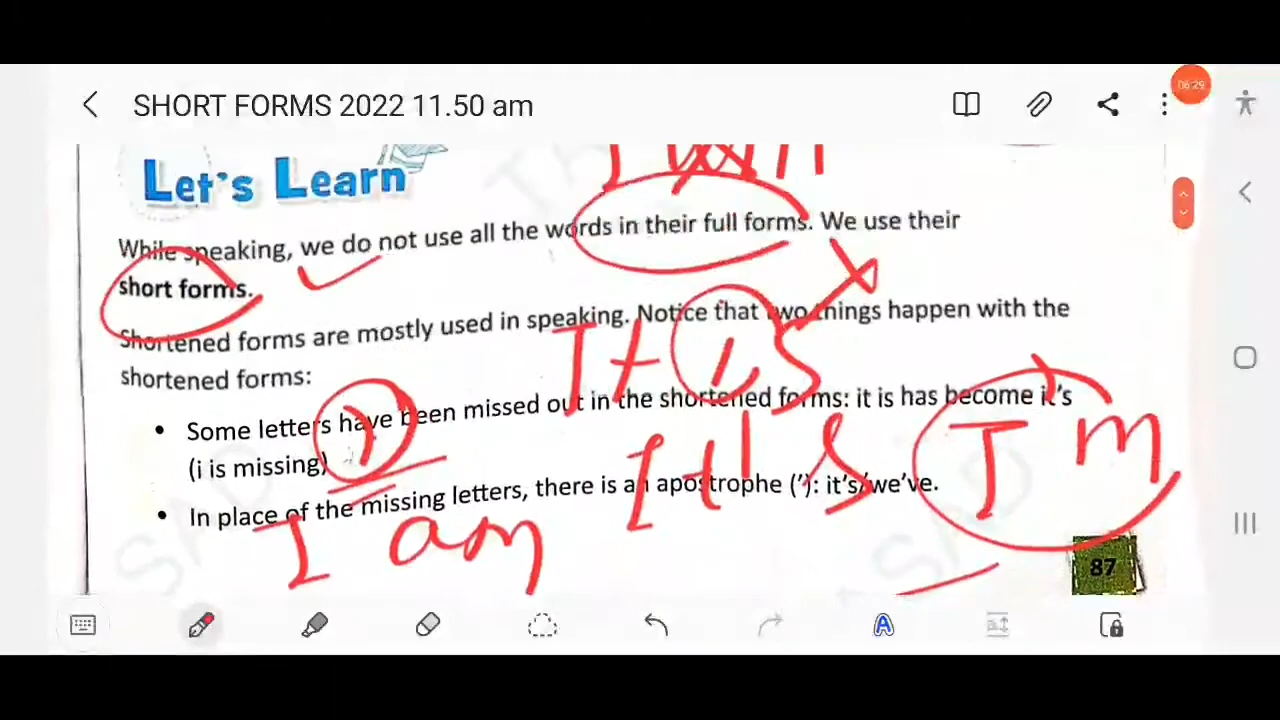 06:29
SHORT FORMS 2022 11.50 am
Let's Learn
While speaking, we do not use all the words in their full forms. We use their
short forms.
Shortened forms are mostly used in speaking. Notice that two things happen with the
shortened forms:
It is
• Some letters have been missed out in the shortened forms: it is has become it's
(i is missing)
It's
I'm
• In place of the missing letters, there is an apostrophe ('): it's/we've.
I am
87